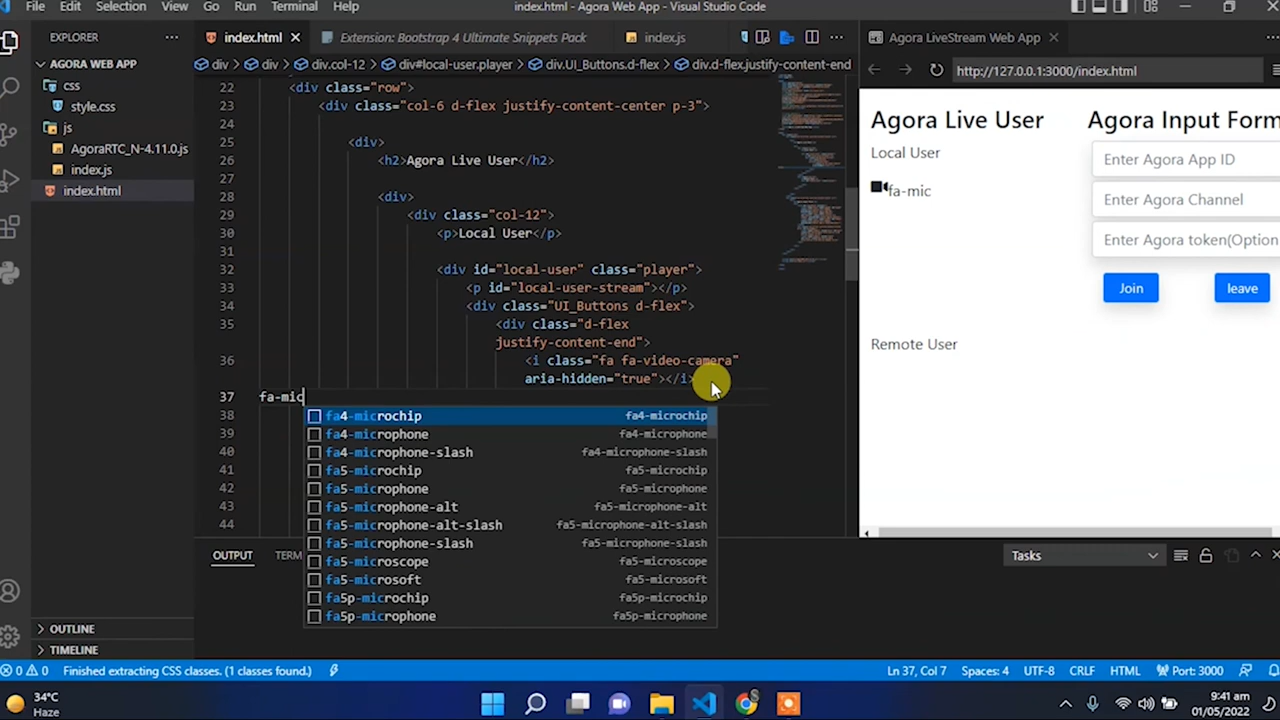 File Edit Selection View Go Run Terminal Help
index.html - Agora Web App - Visual Studio Code
EXPLORER
AGORA WEB APP
css
style.css
js
AgoraRTC_N-4.11.0.js
index.js
index.html
OUTLINE
TIMELINE
index.html
Extension: Bootstrap 4 Ultimate Snippets Pack
index.js
div div div.col-12 div#local-user.player div.UI_Buttons.d-flex div.d-flex.justify-content-end
22 <div class="row">
23 <div class="col-6 d-flex justify-content-center p-3">
24
25 <div>
26 <h2>Agora Live User</h2>
27
28 <div>
29 <div class="col-12">
30 <p>Local User</p>
31
32 <div id="local-user" class="player">
33 <p id="local-user-stream"></p>
34 <div class="UI_Buttons d-flex">
35 <div class="d-flex
justify-content-end">
36 <i class="fa fa-video-camera"
aria-hidden="true"></i>
37 fa-mic
38 fa4-microchip fa4-microchip
39 fa4-microphone fa4-microphone
40 fa4-microphone-slash fa4-microphone-slash
41 fa5-microchip fa5-microchip
42 fa5-microphone fa5-microphone
43 fa5-microphone-alt fa5-microphone-alt
44 fa5-microphone-alt-slash fa5-microphone-alt-slash
fa5-microphone-slash fa5-microphone-slash
fa5-microscope fa5-microscope
fa5-microsoft fa5-microsoft
fa5p-microchip fa5p-microchip
fa5p-microphone fa5p-microphone
OUTPUT TERM
Tasks
Agora LiveStream Web App
http://127.0.0.1:3000/index.html
Agora Live User
Local User
fa-mic
Remote User
Agora Input Form
Enter Agora App ID
Enter Agora Channel
Enter Agora token(Option
Join leave
0 0 Finished extracting CSS classes. (1 classes found.)
Ln 37, Col 7 Spaces: 4 UTF-8 CRLF HTML Port: 3000
34°C
Haze
9:41 am
01/05/2022